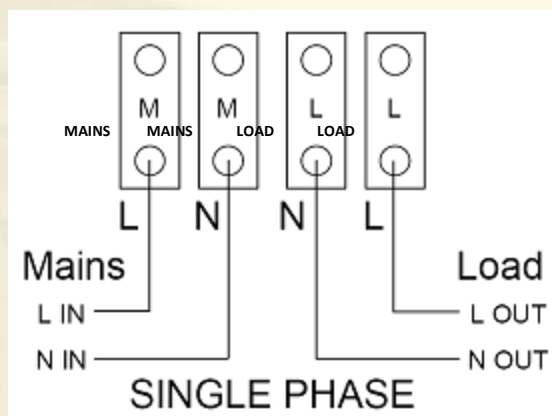 M M L L
MAINS MAINS LOAD LOAD
L N N L
Mains Load
L IN L OUT
N IN N OUT
SINGLE PHASE